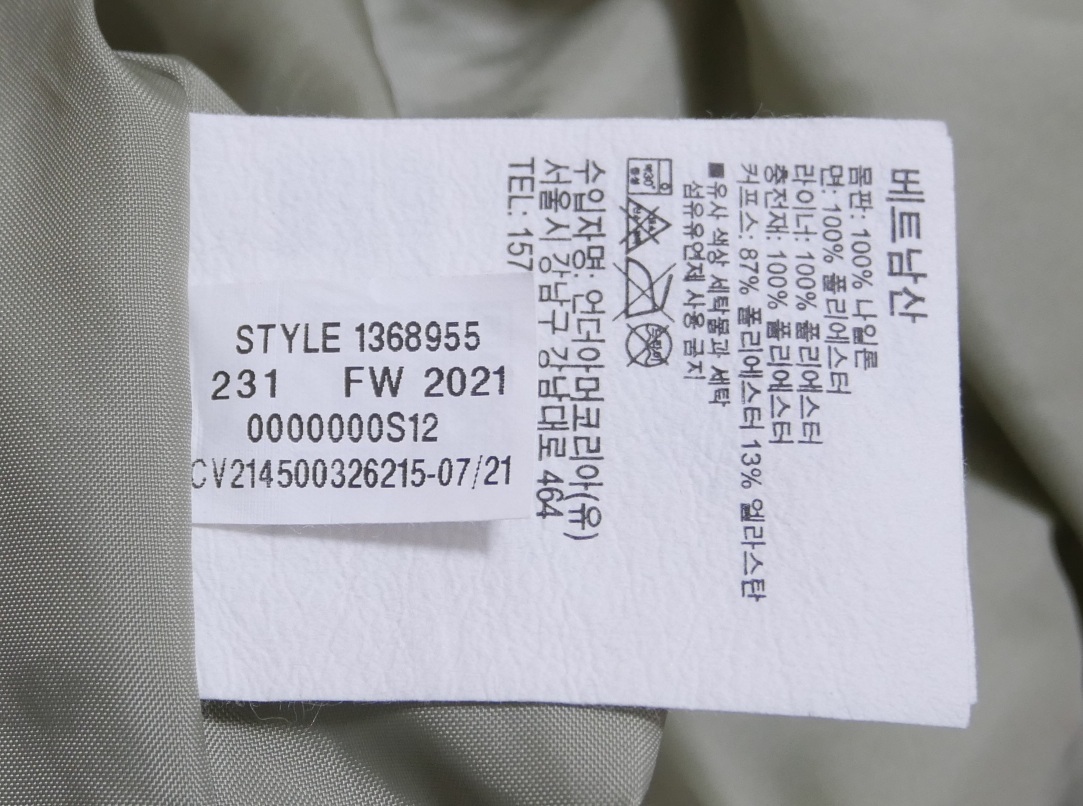 베트남산
몸판: 100% 나일론
면: 100% 폴리에스터
라이너: 100% 폴리에스터
충전재: 100% 폴리에스터
커프스: 87% 폴리에스터 13% 엘라스탄
■유사 색상 세탁물과 세탁
섬유유연제 사용 금지
수입자명: 언더아머코리아(유)
서울시 강남구 강남대로 464
TEL: 157
STYLE 1368955
231 FW 2021
0000000S12
CV214500326215-07/21